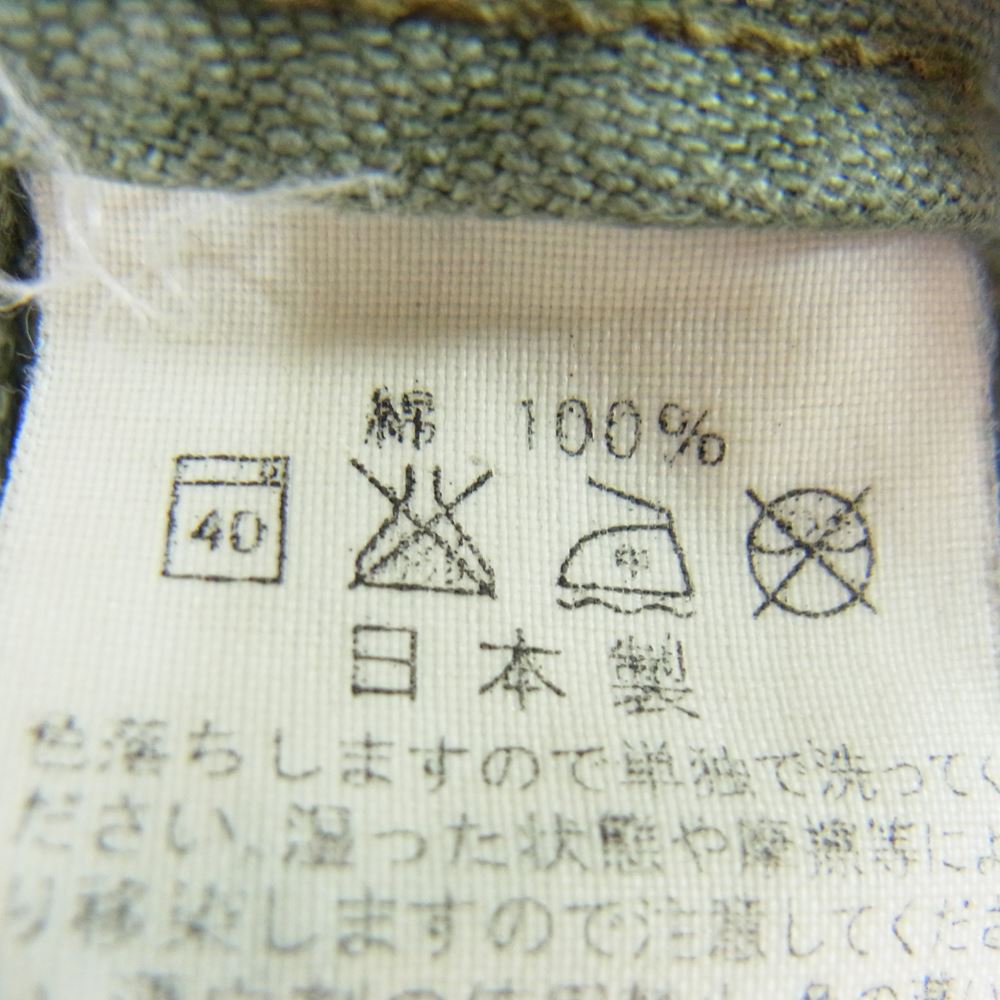 綿 100%
40 中
日本製
色落ちしますので単独で洗ってく
ださい。湿った状態や摩擦等によ
り移染しますので注意してくださ